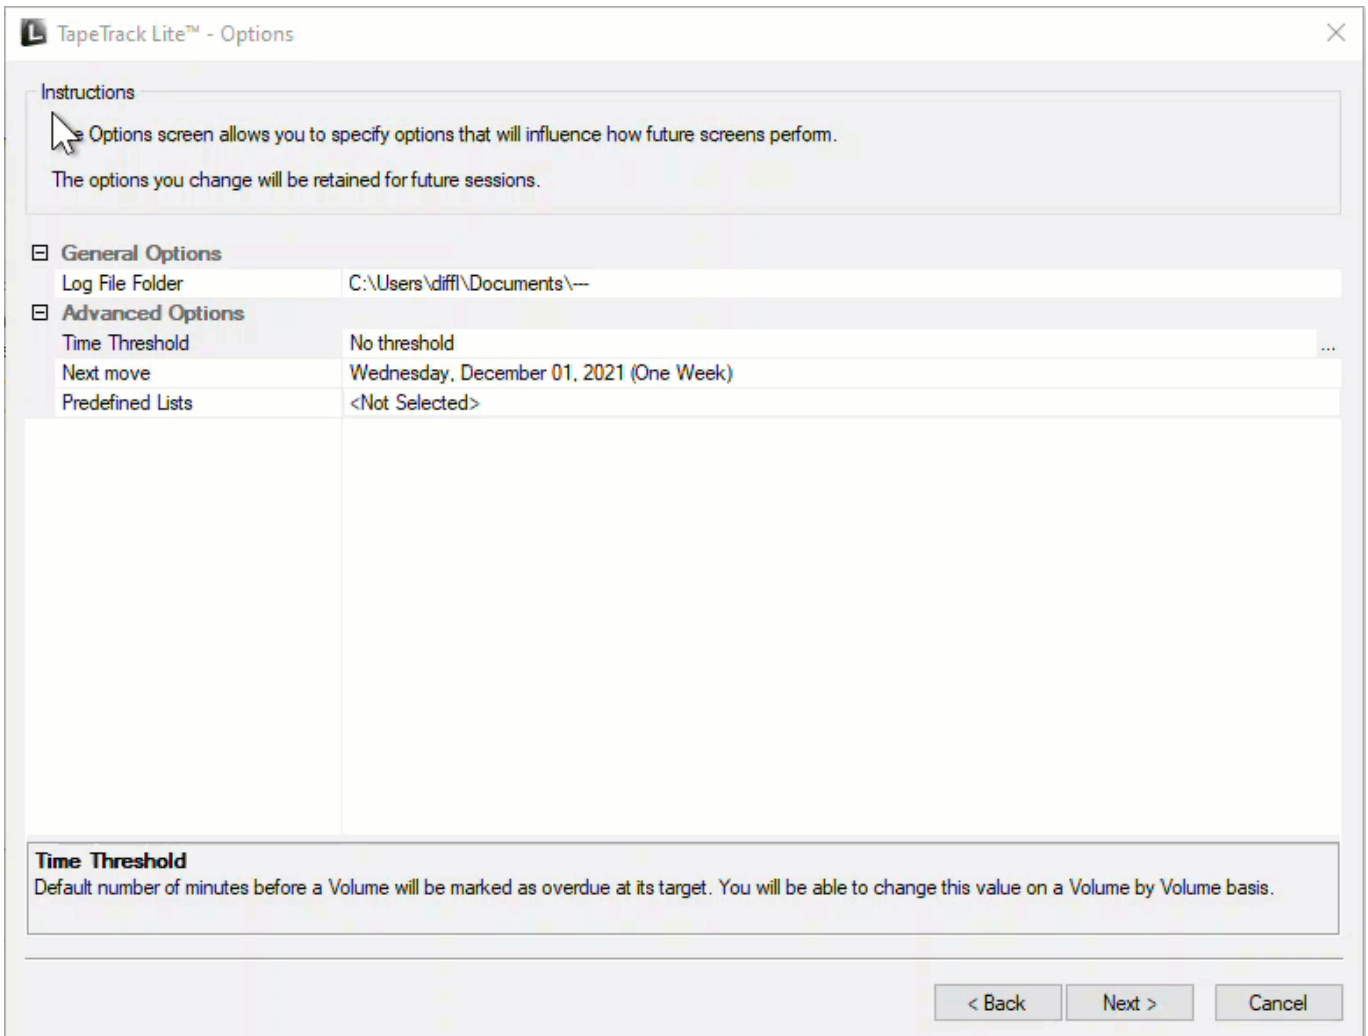 TapeTrack Lite™ - Options
Instructions
e Options screen allows you to specify options that will influence how future screens perform.
The options you change will be retained for future sessions.
General Options
Log File Folder C:\Users\diffl\Documents\---
Advanced Options
Time Threshold No threshold ...
Next move Wednesday, December 01, 2021 (One Week)
Predefined Lists <Not Selected>
Time Threshold
Default number of minutes before a Volume will be marked as overdue at its target. You will be able to change this value on a Volume by Volume basis.
< Back Next > Cancel